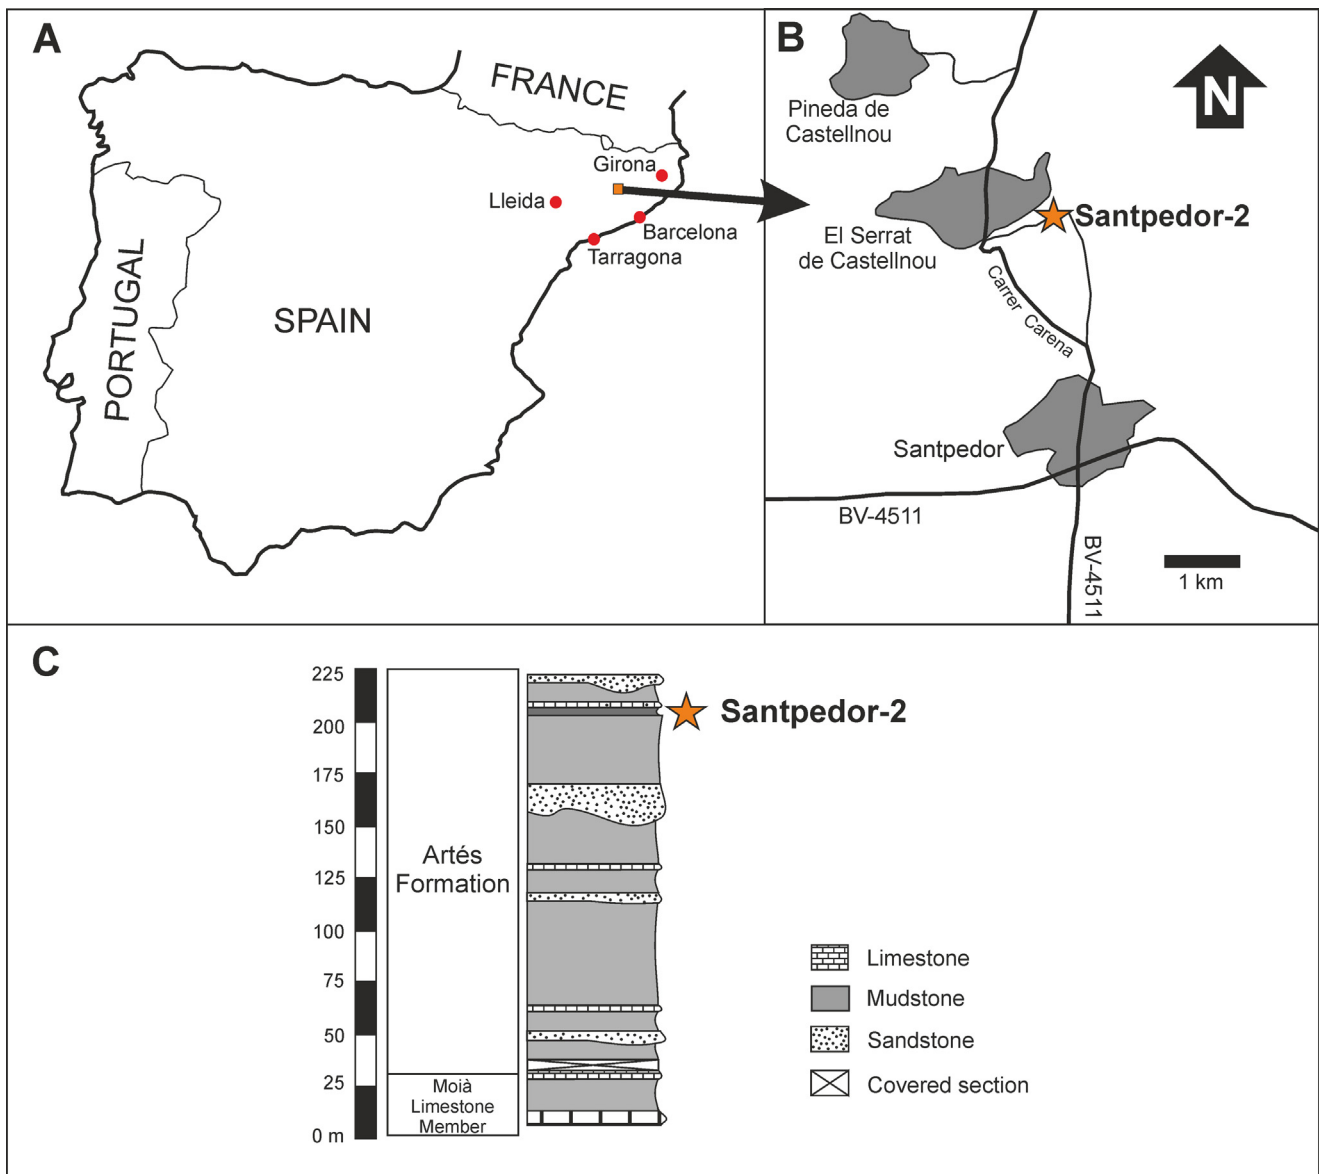 A
FRANCE
Girona
Lleida
Barcelona
Tarragona
PORTUGAL
SPAIN
B
N
Pineda de
Castellnou
Santpedor-2
El Serrat
de Castellnou
Carrer Carena
Santpedor
BV-4511
BV-4511
1 km
C
225
200
175
150
125
100
75
50
25
0 m
Artés
Formation
Moià
Limestone
Member
Santpedor-2
Limestone
Mudstone
Sandstone
Covered section